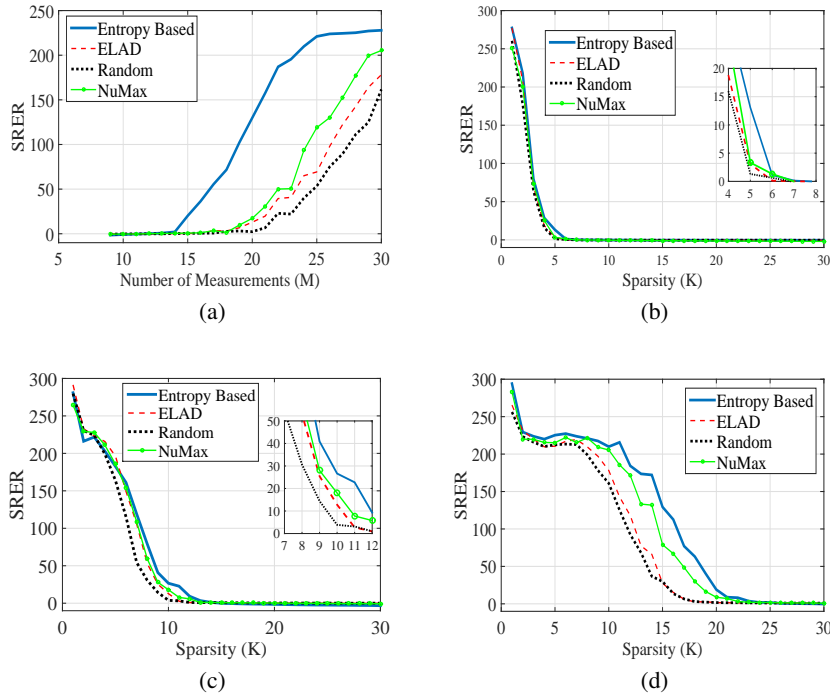 250
200
150
100
50
0
SRER
5
10
15
20
25
30
Number of Measurements (M)
Entropy Based
ELAD
Random
NuMax
(a)
300
250
200
150
100
50
0
SRER
0
5
10
15
20
25
30
Sparsity (K)
Entropy Based
ELAD
Random
NuMax
20
15
10
5
0
4
5
6
7
8
(b)
300
250
200
150
100
50
0
SRER
0
10
20
30
Sparsity (K)
Entropy Based
ELAD
Random
NuMax
50
40
30
20
10
0
7
8
9
10
11
12
(c)
300
250
200
150
100
50
0
SRER
0
5
10
15
20
25
30
Sparsity (K)
Entropy Based
ELAD
Random
NuMax
(d)